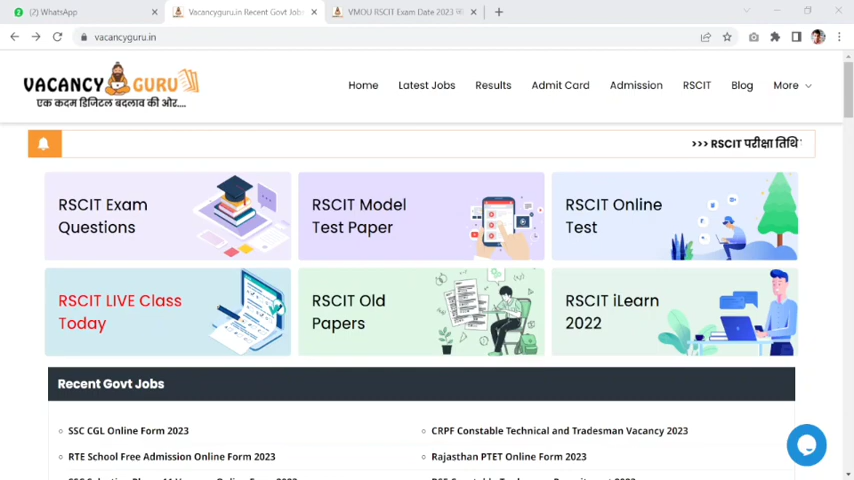 (2) WhatsApp
Vacancyguru.in Recent Govt Jobs
VMOU RSCIT Exam Date 2023
vacancyguru.in
VACANCY GURU
एक कदम डिजिटल बदलाव की ओर....
Home Latest Jobs Results Admit Card Admission RSCIT Blog More
>>> RSCIT परीक्षा तिथि
RSCIT Exam
Questions
RSCIT Model
Test Paper
RSCIT Online
Test
RSCIT LIVE Class
Today
RSCIT Old
Papers
RSCIT iLearn
2022
Recent Govt Jobs
SSC CGL Online Form 2023
CRPF Constable Technical and Tradesman Vacancy 2023
RTE School Free Admission Online Form 2023
Rajasthan PTET Online Form 2023